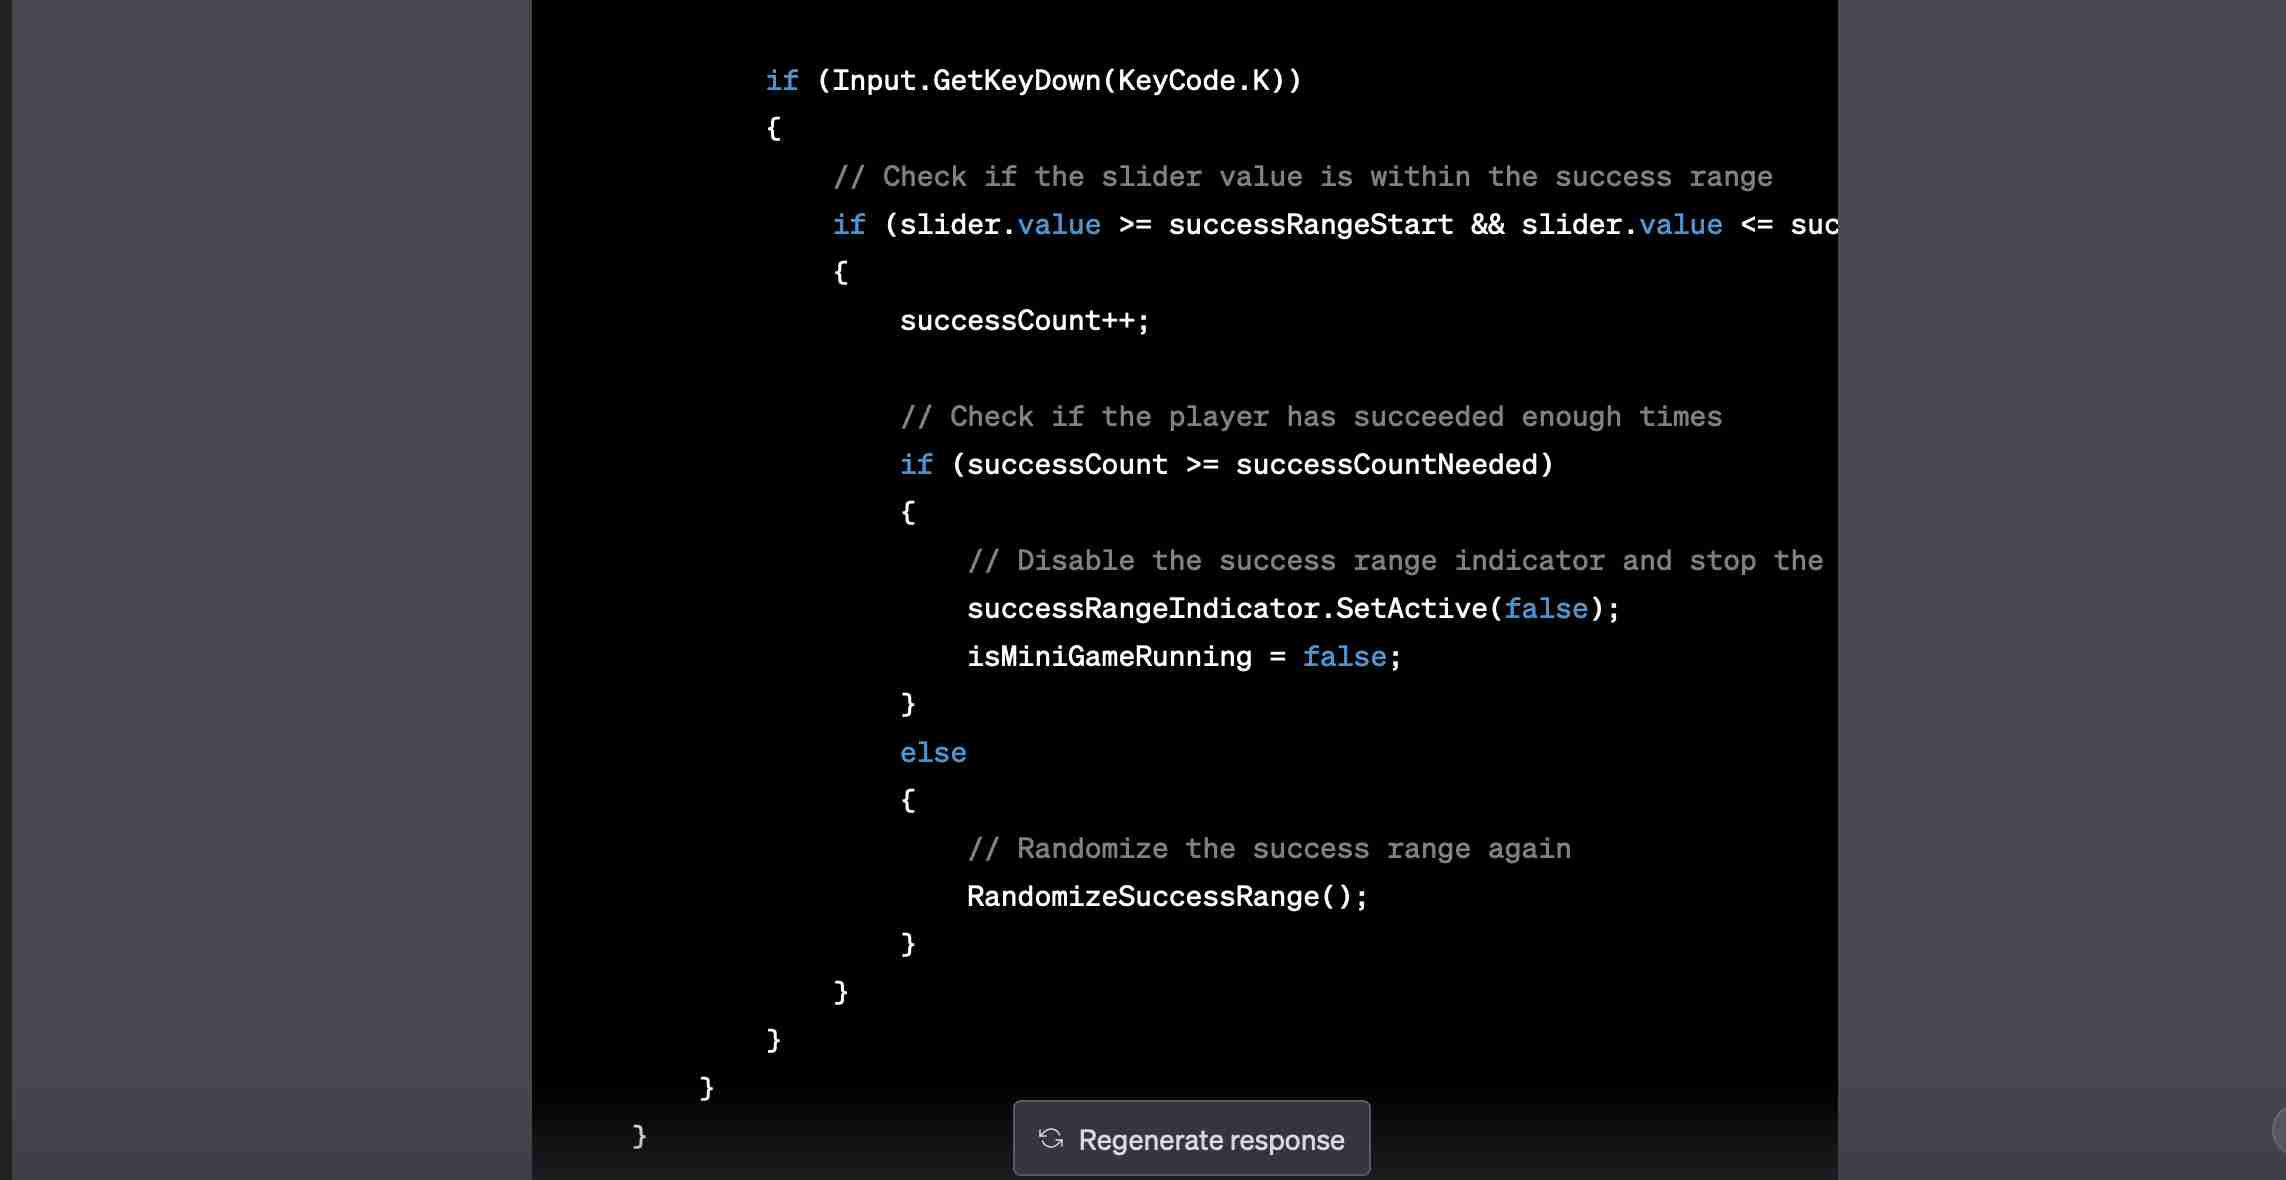 if (Input.GetKeyDown(KeyCode.K))
{
// Check if the slider value is within the success range
if (slider.value >= successRangeStart && slider.value <= suc
{
successCount++;
// Check if the player has succeeded enough times
if (successCount >= successCountNeeded)
{
// Disable the success range indicator and stop the
successRangeIndicator.SetActive(false);
isMiniGameRunning = false;
}
else
{
// Randomize the success range again
RandomizeSuccessRange();
}
}
}
}
}
Regenerate response